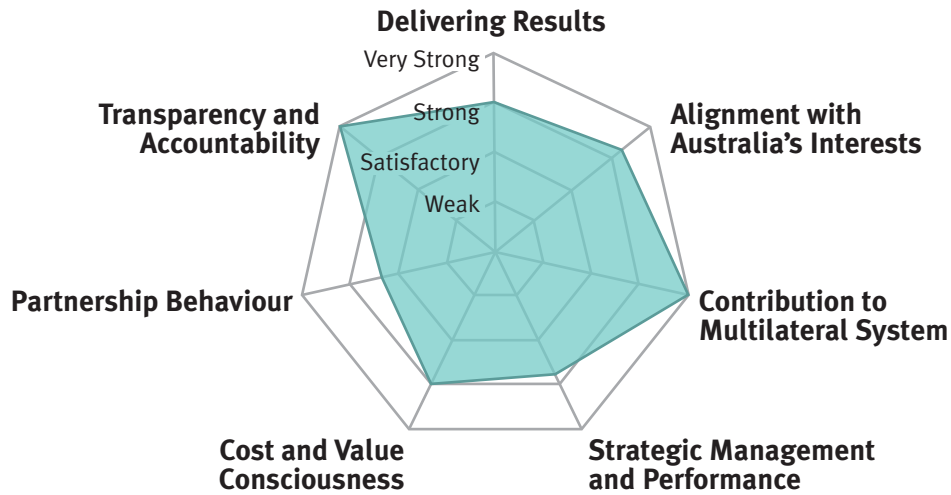 Delivering Results
Very Strong
Strong
Satisfactory
Weak
Transparency and
Accountability
Alignment with
Australia’s Interests
Partnership Behaviour
Contribution to
Multilateral System
Cost and Value
Consciousness
Strategic Management
and Performance